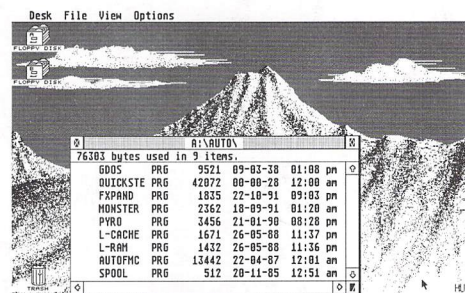 Desk File View Options
FLOPPY DISK
FLOPPY DISK
A:\AUTO\
76303 bytes used in 9 items.
GDOS PRG 9521 09-03-38 01:08 pm
QUICKSTE PRG 42072 00-00-28 12:00 am
FXPAND PRG 1835 22-10-91 09:03 pm
MONSTER PRG 2362 18-09-91 01:20 am
PYRO PRG 3456 21-01-90 08:28 pm
L-CACHE PRG 1671 26-05-88 11:37 pm
L-RAM PRG 1432 26-05-88 11:36 pm
AUTOFMC PRG 13442 22-04-87 12:01 am
SPOOL PRG 512 20-11-85 12:51 am
TRASH
HU